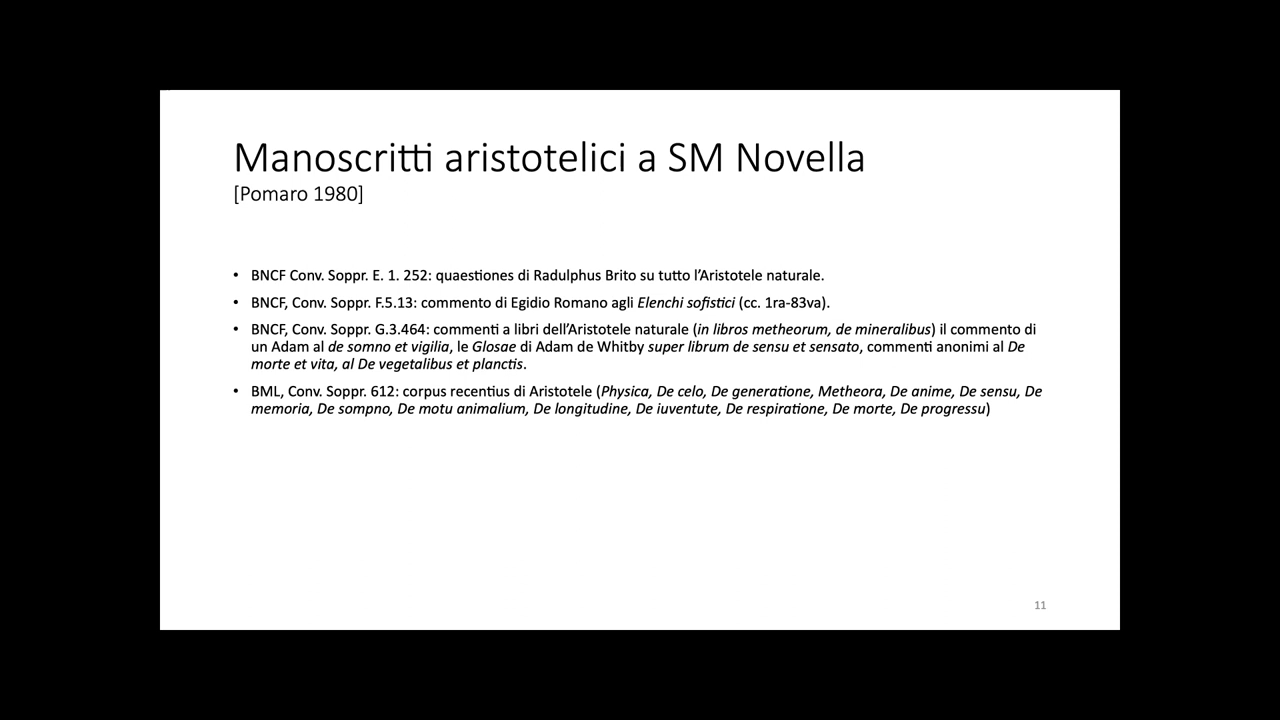 Manoscritti aristotelici a SM Novella
[Pomaro 1980]
• BNCF Conv. Soppr. E. 1. 252: quaestiones di Radulphus Brito su tutto l’Aristotele naturale.
• BNCF, Conv. Soppr. F.5.13: commento di Egidio Romano agli Elenchi sofistici (cc. 1ra-83va).
• BNCF, Conv. Soppr. G.3.464: commenti a libri dell’Aristotele naturale (in libros metheorum, de mineralibus) il commento di
un Adam al de somno et vigilia, le Glosae di Adam de Whitby super librum de sensu et sensato, commenti anonimi al De
morte et vita, al De vegetalibus et planctis.
• BML, Conv. Soppr. 612: corpus recentius di Aristotele (Physica, De celo, De generatione, Metheora, De anime, De sensu, De
memoria, De sompno, De motu animalium, De longitudine, De iuventute, De respiratione, De morte, De progressu)
11